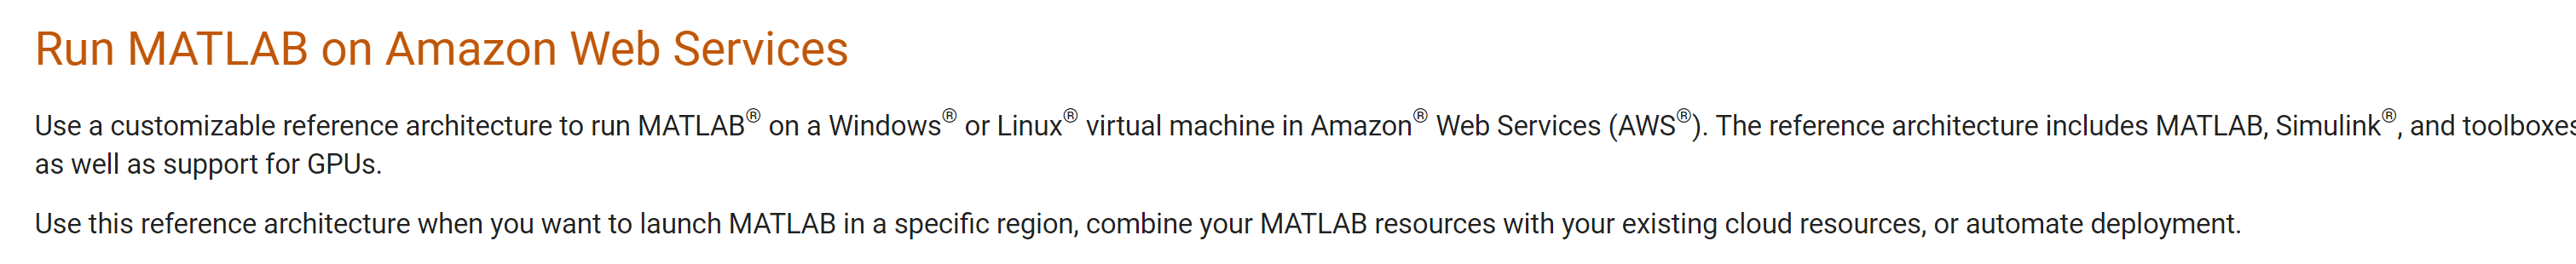 Run MATLAB on Amazon Web Services
Use a customizable reference architecture to run MATLAB® on a Windows® or Linux® virtual machine in Amazon® Web Services (AWS®). The reference architecture includes MATLAB, Simulink®, and toolboxes
as well as support for GPUs.
Use this reference architecture when you want to launch MATLAB in a specific region, combine your MATLAB resources with your existing cloud resources, or automate deployment.